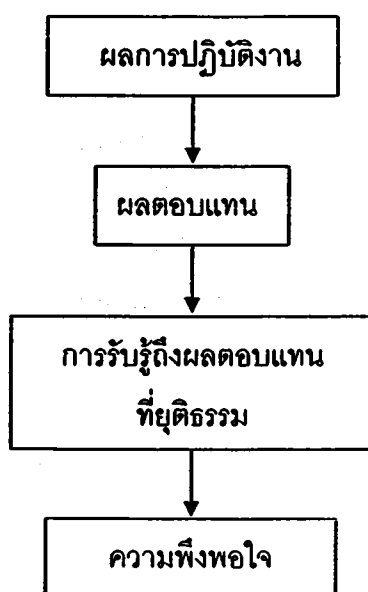 ผลการปฏิบัติงาน
ผลตอบแทน
การรับรู้ถึงผลตอบแทน
ที่ยุติธรรม
ความพึงพอใจ